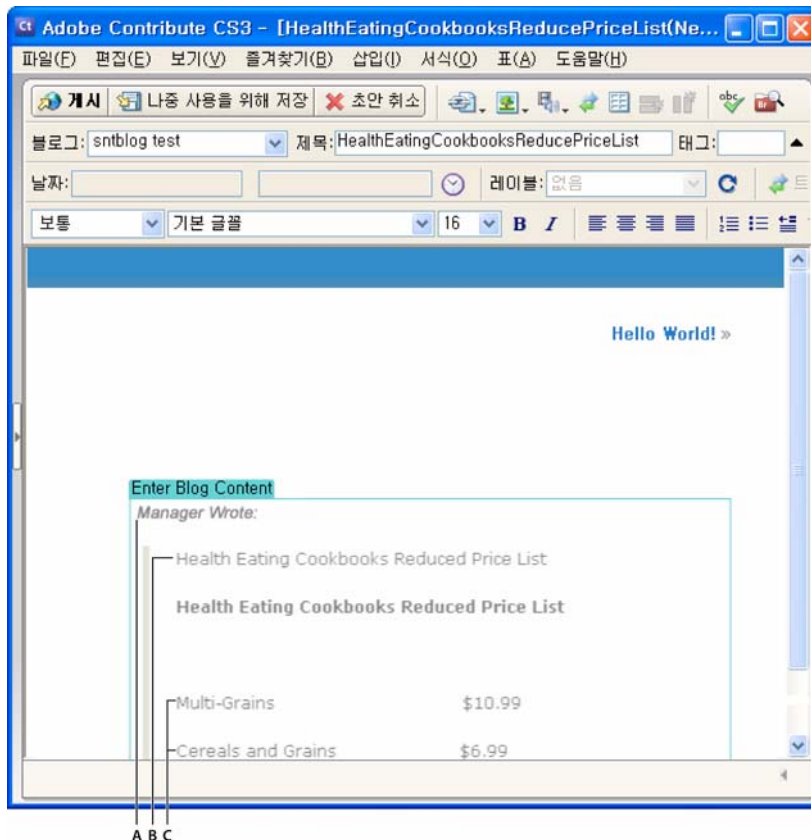 Ct Adobe Contribute CS3 - [HealthEatingCookbooksReducePriceList(Ne...
파일(F) 편집(E) 보기(V) 즐겨찾기(B) 삽입(I) 서식(O) 표(A) 도움말(H)
게시 나중 사용을 위해 저장 초안 취소 abc
블로그: sntblog test 제목: HealthEatingCookbooksReducePriceList 태그:
날짜: 레이블: 없음 트
보통 기본 글꼴 16 B I
Hello World! »
Enter Blog Content
Manager Wrote:
Health Eating Cookbooks Reduced Price List
Health Eating Cookbooks Reduced Price List
Multi-Grains $10.99
Cereals and Grains $6.99
A B C